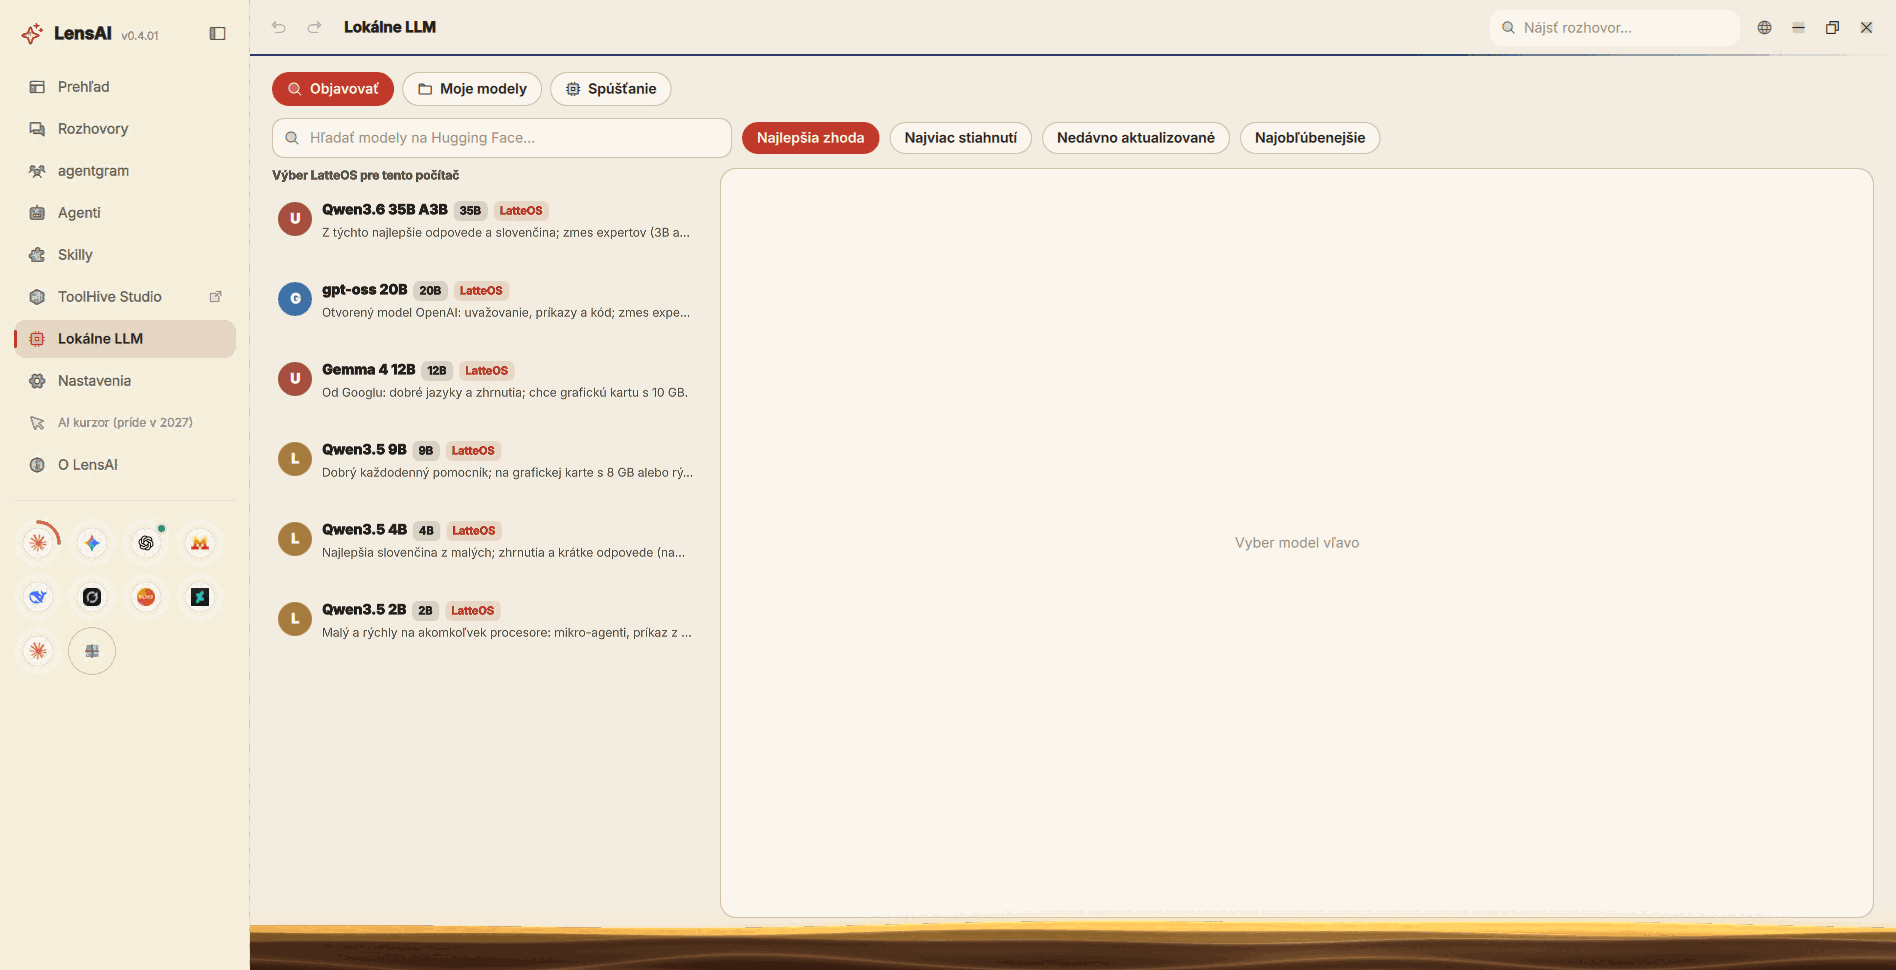 LensAI v0.4.01
Prehľad
Rozhovory
agentgram
Agenti
Skilly
ToolHive Studio
Lokálne LLM
Nastavenia
AI kurzor (príde v 2027)
O LensAI
Lokálne LLM
Nájsť rozhovor...
Objavovať
Moje modely
Spúšťanie
Hľadať modely na Hugging Face...
Najlepšia zhoda
Najviac stiahnutí
Nedávno aktualizované
Najobľúbenejšie
Výber LatteOS pre tento počítač
U
Qwen3.6 35B A3B 35B LatteOS
Z týchto najlepšie odpovede a slovenčina; zmes expertov (3B a...
G
gpt-oss 20B 20B LatteOS
Otvorený model OpenAI: uvažovanie, príkazy a kód; zmes expe...
U
Gemma 4 12B 12B LatteOS
Od Googlu: dobré jazyky a zhrnutia; chce grafickú kartu s 10 GB.
L
Qwen3.5 9B 9B LatteOS
Dobrý každodenný pomocník; na grafickej karte s 8 GB alebo rý...
L
Qwen3.5 4B 4B LatteOS
Najlepšia slovenčina z malých; zhrnutia a krátke odpovede (na...
L
Qwen3.5 2B 2B LatteOS
Malý a rýchly na akomkoľvek procesore: mikro-agenti, príkaz z ...
Vyber model vľavo